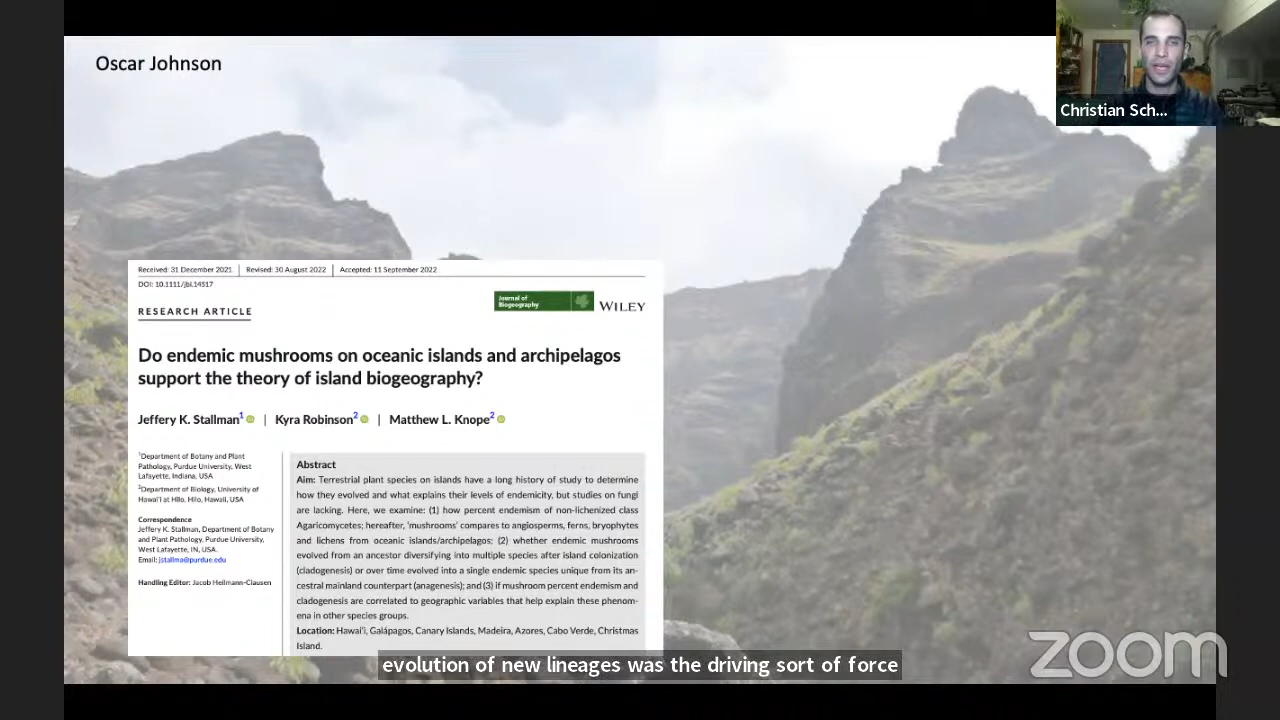 Oscar Johnson
Christian Sch...
Received: 31 December 2021 | Revised: 30 August 2022 | Accepted: 11 September 2022
DOI: 10.1111/jbi.14517
RESEARCH ARTICLE
Journal of
Biogeography
WILEY
Do endemic mushrooms on oceanic islands and archipelagos
support the theory of island biogeography?
Jeffery K. Stallman1 | Kyra Robinson2 | Matthew L. Knope2
1Department of Botany and Plant
Pathology, Purdue University, West
Lafayette, Indiana, USA
2Department of Biology, University of
Hawai'i at Hilo, Hilo, Hawaii, USA
Correspondence
Jeffery K. Stallman, Department of Botany
and Plant Pathology, Purdue University,
West Lafayette, IN, USA.
Email: jstallma@purdue.edu
Handling Editor: Jacob Heilmann-Clausen
Abstract
Aim: Terrestrial plant species on islands have a long history of study to determine
how they evolved and what explains their levels of endemicity, but studies on fungi
are lacking. Here, we examine: (1) how percent endemism of non-lichenized class
Agaricomycetes; hereafter, 'mushrooms' compares to angiosperms, ferns, bryophytes
and lichens from oceanic islands/archipelagos; (2) whether endemic mushrooms
evolved from an ancestor diversifying into multiple species after island colonization
(cladogenesis) or over time evolved into a single endemic species unique from its an-
cestral mainland counterpart (anagenesis); and (3) if mushroom percent endemism and
cladogenesis are correlated to geographic variables that help explain these phenom-
ena in other species groups.
Location: Hawai'i, Galápagos, Canary Islands, Madeira, Azores, Cabo Verde, Christmas
Island.
evolution of new lineages was the driving sort of force
zoom